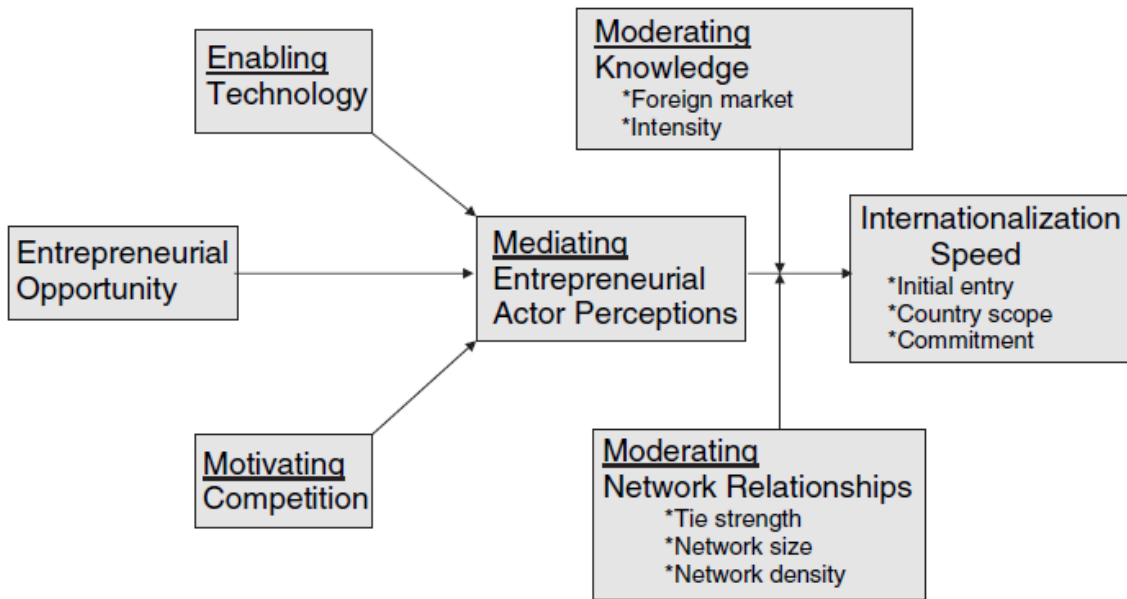 Enabling
Technology
Moderating
Knowledge
*Foreign market
*Intensity
Entrepreneurial
Opportunity
Mediating
Entrepreneurial
Actor Perceptions
Internationalization
Speed
*Initial entry
*Country scope
*Commitment
Motivating
Competition
Moderating
Network Relationships
*Tie strength
*Network size
*Network density